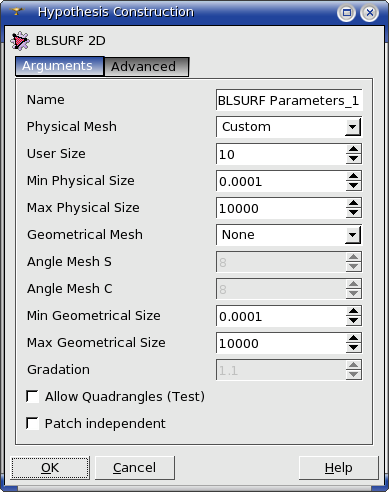 Hypothesis Construction
BLSURF 2D
Arguments Advanced
Name BLSURF Parameters_1
Physical Mesh Custom
User Size 10
Min Physical Size 0.0001
Max Physical Size 10000
Geometrical Mesh None
Angle Mesh S 8
Angle Mesh C 8
Min Geometrical Size 0.0001
Max Geometrical Size 10000
Gradation 1.1
Allow Quadrangles (Test)
Patch independent
OK Cancel Help